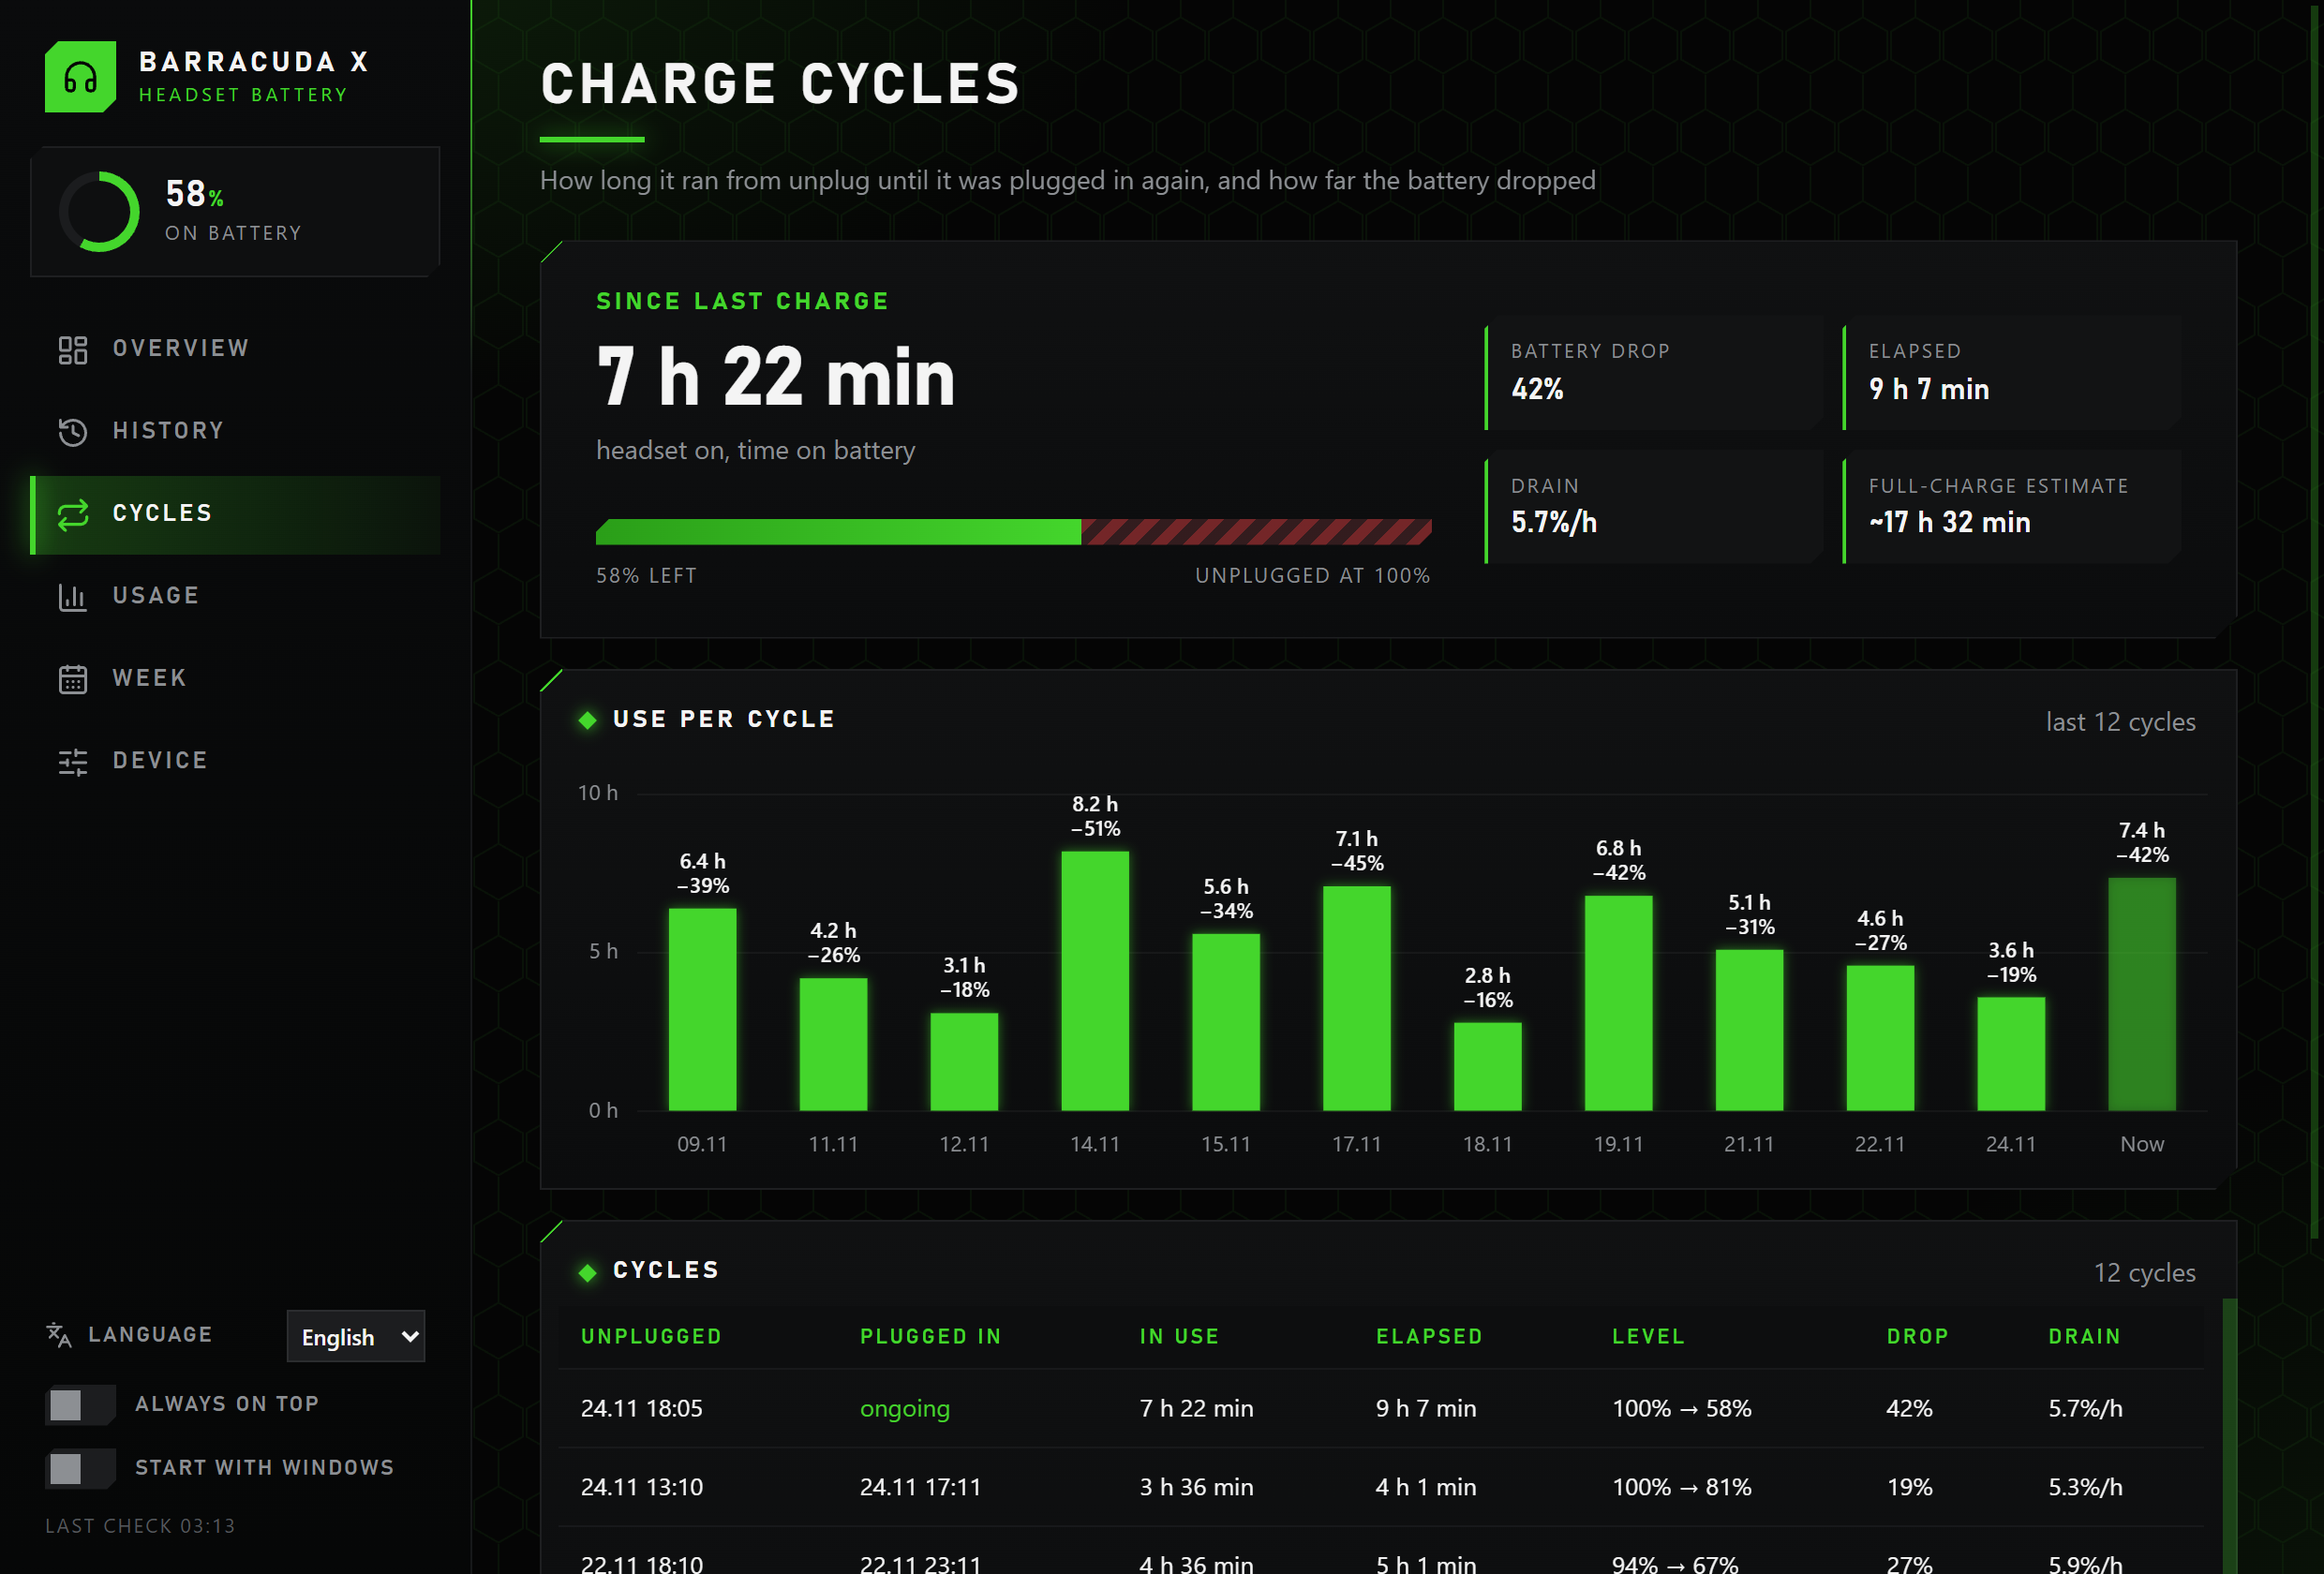 BARRACUDA X
HEADSET BATTERY
58%
ON BATTERY
OVERVIEW
HISTORY
CYCLES
USAGE
WEEK
DEVICE
LANGUAGE
English
ALWAYS ON TOP
START WITH WINDOWS
LAST CHECK 03:13
CHARGE CYCLES
How long it ran from unplug until it was plugged in again, and how far the battery dropped
SINCE LAST CHARGE
7 h 22 min
headset on, time on battery
58% LEFT
UNPLUGGED AT 100%
BATTERY DROP
42%
ELAPSED
9 h 7 min
DRAIN
5.7%/h
FULL-CHARGE ESTIMATE
~17 h 32 min
USE PER CYCLE
last 12 cycles
10 h
5 h
0 h
6.4 h
–39%
4.2 h
–26%
3.1 h
–18%
8.2 h
–51%
5.6 h
–34%
7.1 h
–45%
2.8 h
–16%
6.8 h
–42%
5.1 h
–31%
4.6 h
–27%
3.6 h
–19%
7.4 h
–42%
09.11 11.11 12.11 14.11 15.11 17.11 18.11 19.11 21.11 22.11 24.11 Now
CYCLES
12 cycles
UNPLUGGED PLUGGED IN IN USE ELAPSED LEVEL DROP DRAIN
24.11 18:05 ongoing 7 h 22 min 9 h 7 min 100% → 58% 42% 5.7%/h
24.11 13:10 24.11 17:11 3 h 36 min 4 h 1 min 100% → 81% 19% 5.3%/h
22.11 18:10 22.11 23:11 4 h 36 min 5 h 1 min 94% → 67% 27% 5.9%/h